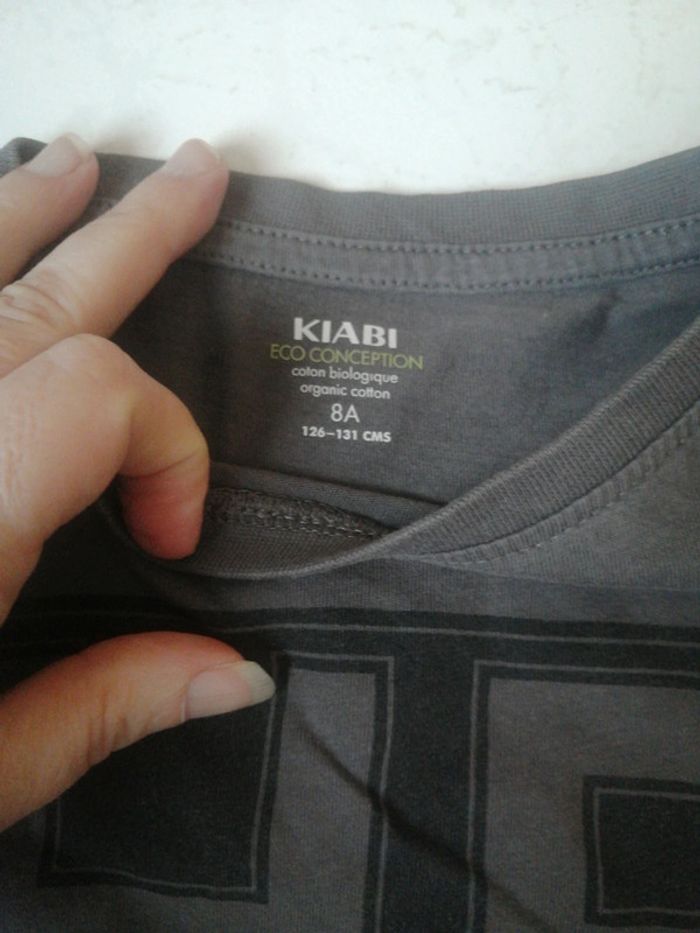 KIABI
ECO CONCEPTION
coton biologique
organic cotton
8A
126–131 CMS